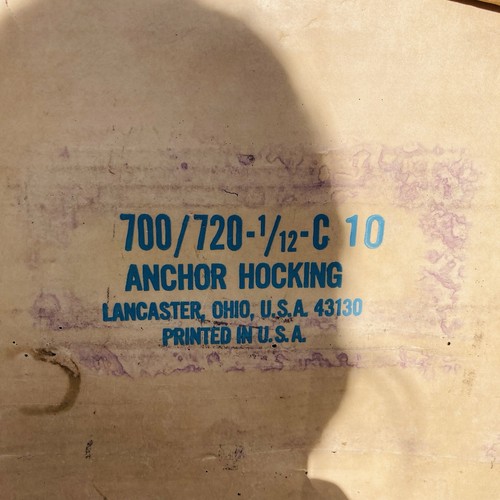 700/720-1/12-C 10
ANCHOR HOCKING
LANCASTER, OHIO, U.S.A. 43130
PRINTED IN U.S.A.